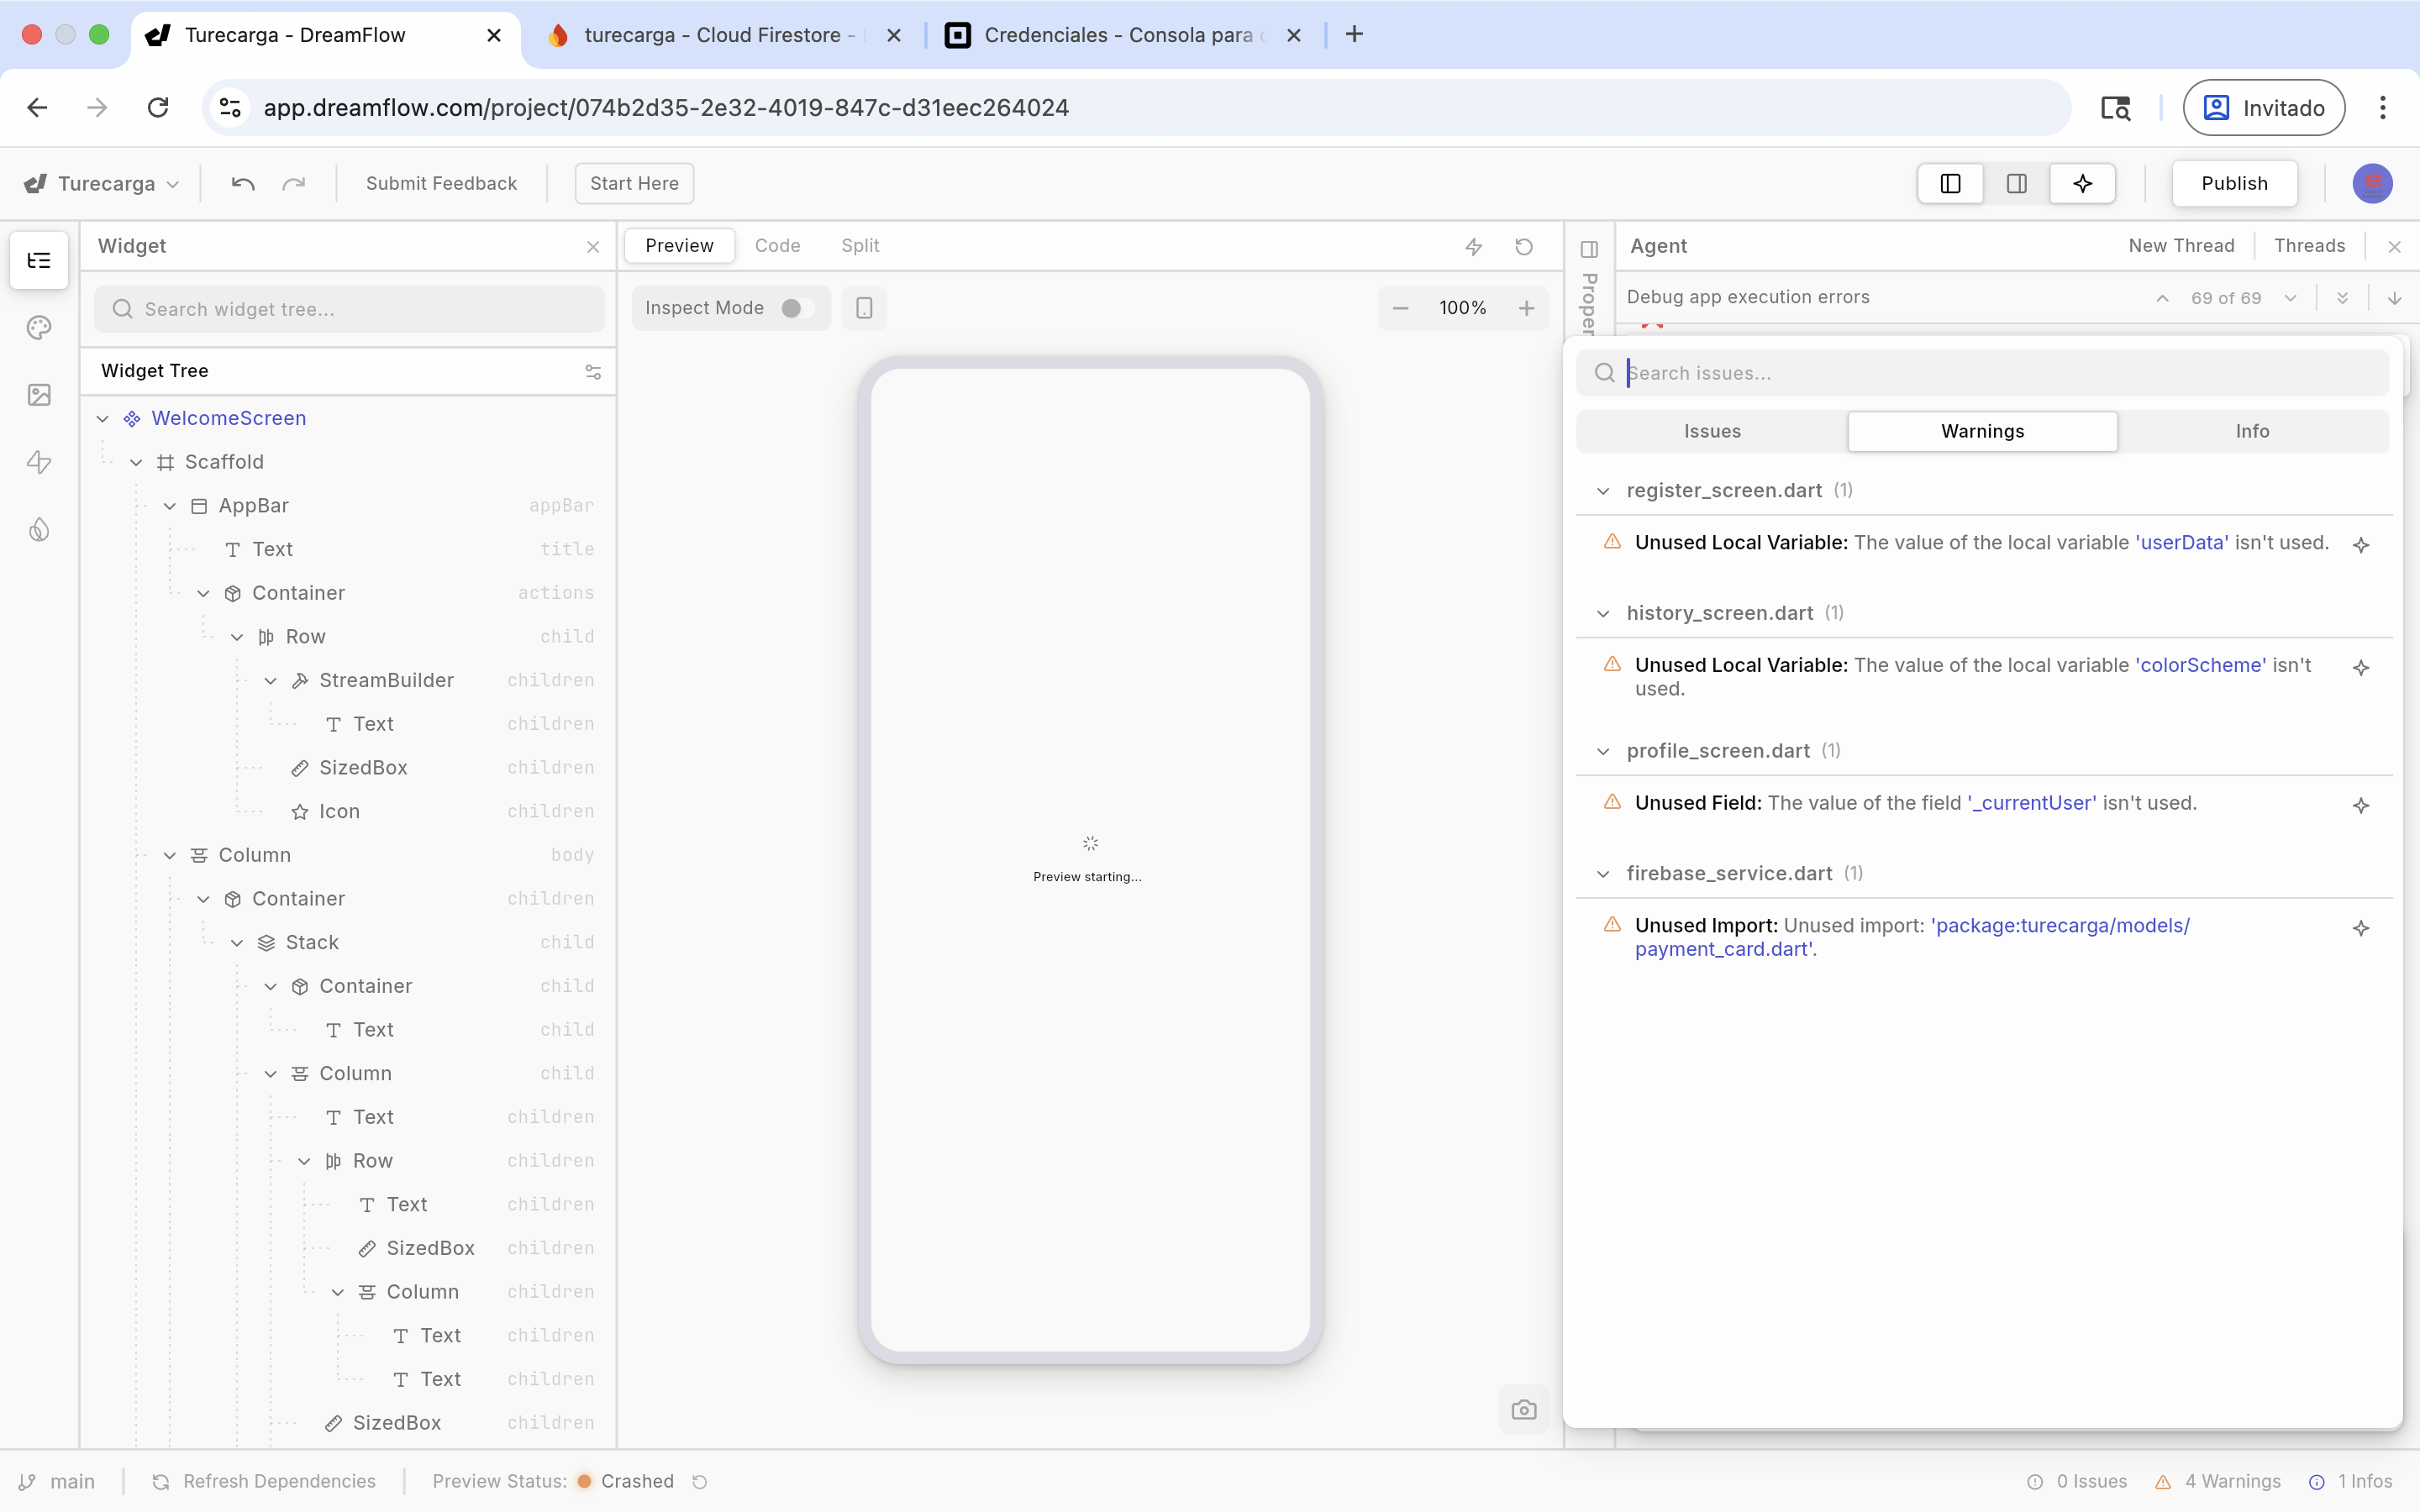 Turecarga - DreamFlow
turecarga - Cloud Firestore -
Credenciales - Consola para
app.dreamflow.com/project/074b2d35-2e32-4019-847c-d31eec264024
Invitado
Turecarga
Submit Feedback
Start Here
Publish
Widget
Search widget tree...
Widget Tree
WelcomeScreen
Scaffold
AppBar appBar
Text title
Container actions
Row child
StreamBuilder children
Text children
SizedBox children
Icon children
Column body
Container children
Stack child
Container child
Text child
Column child
Text children
Row children
Text children
SizedBox children
Column children
Text children
Text children
SizedBox children
Preview Code Split
Inspect Mode
100%
Preview starting...
Proper
Agent
New Thread
Threads
Debug app execution errors
69 of 69
Search issues...
Issues Warnings Info
register_screen.dart (1)
Unused Local Variable: The value of the local variable 'userData' isn't used.
history_screen.dart (1)
Unused Local Variable: The value of the local variable 'colorScheme' isn't
used.
profile_screen.dart (1)
Unused Field: The value of the field '_currentUser' isn't used.
firebase_service.dart (1)
Unused Import: Unused import: 'package:turecarga/models/
payment_card.dart'.
main
Refresh Dependencies
Preview Status: Crashed
0 Issues
4 Warnings
1 Infos